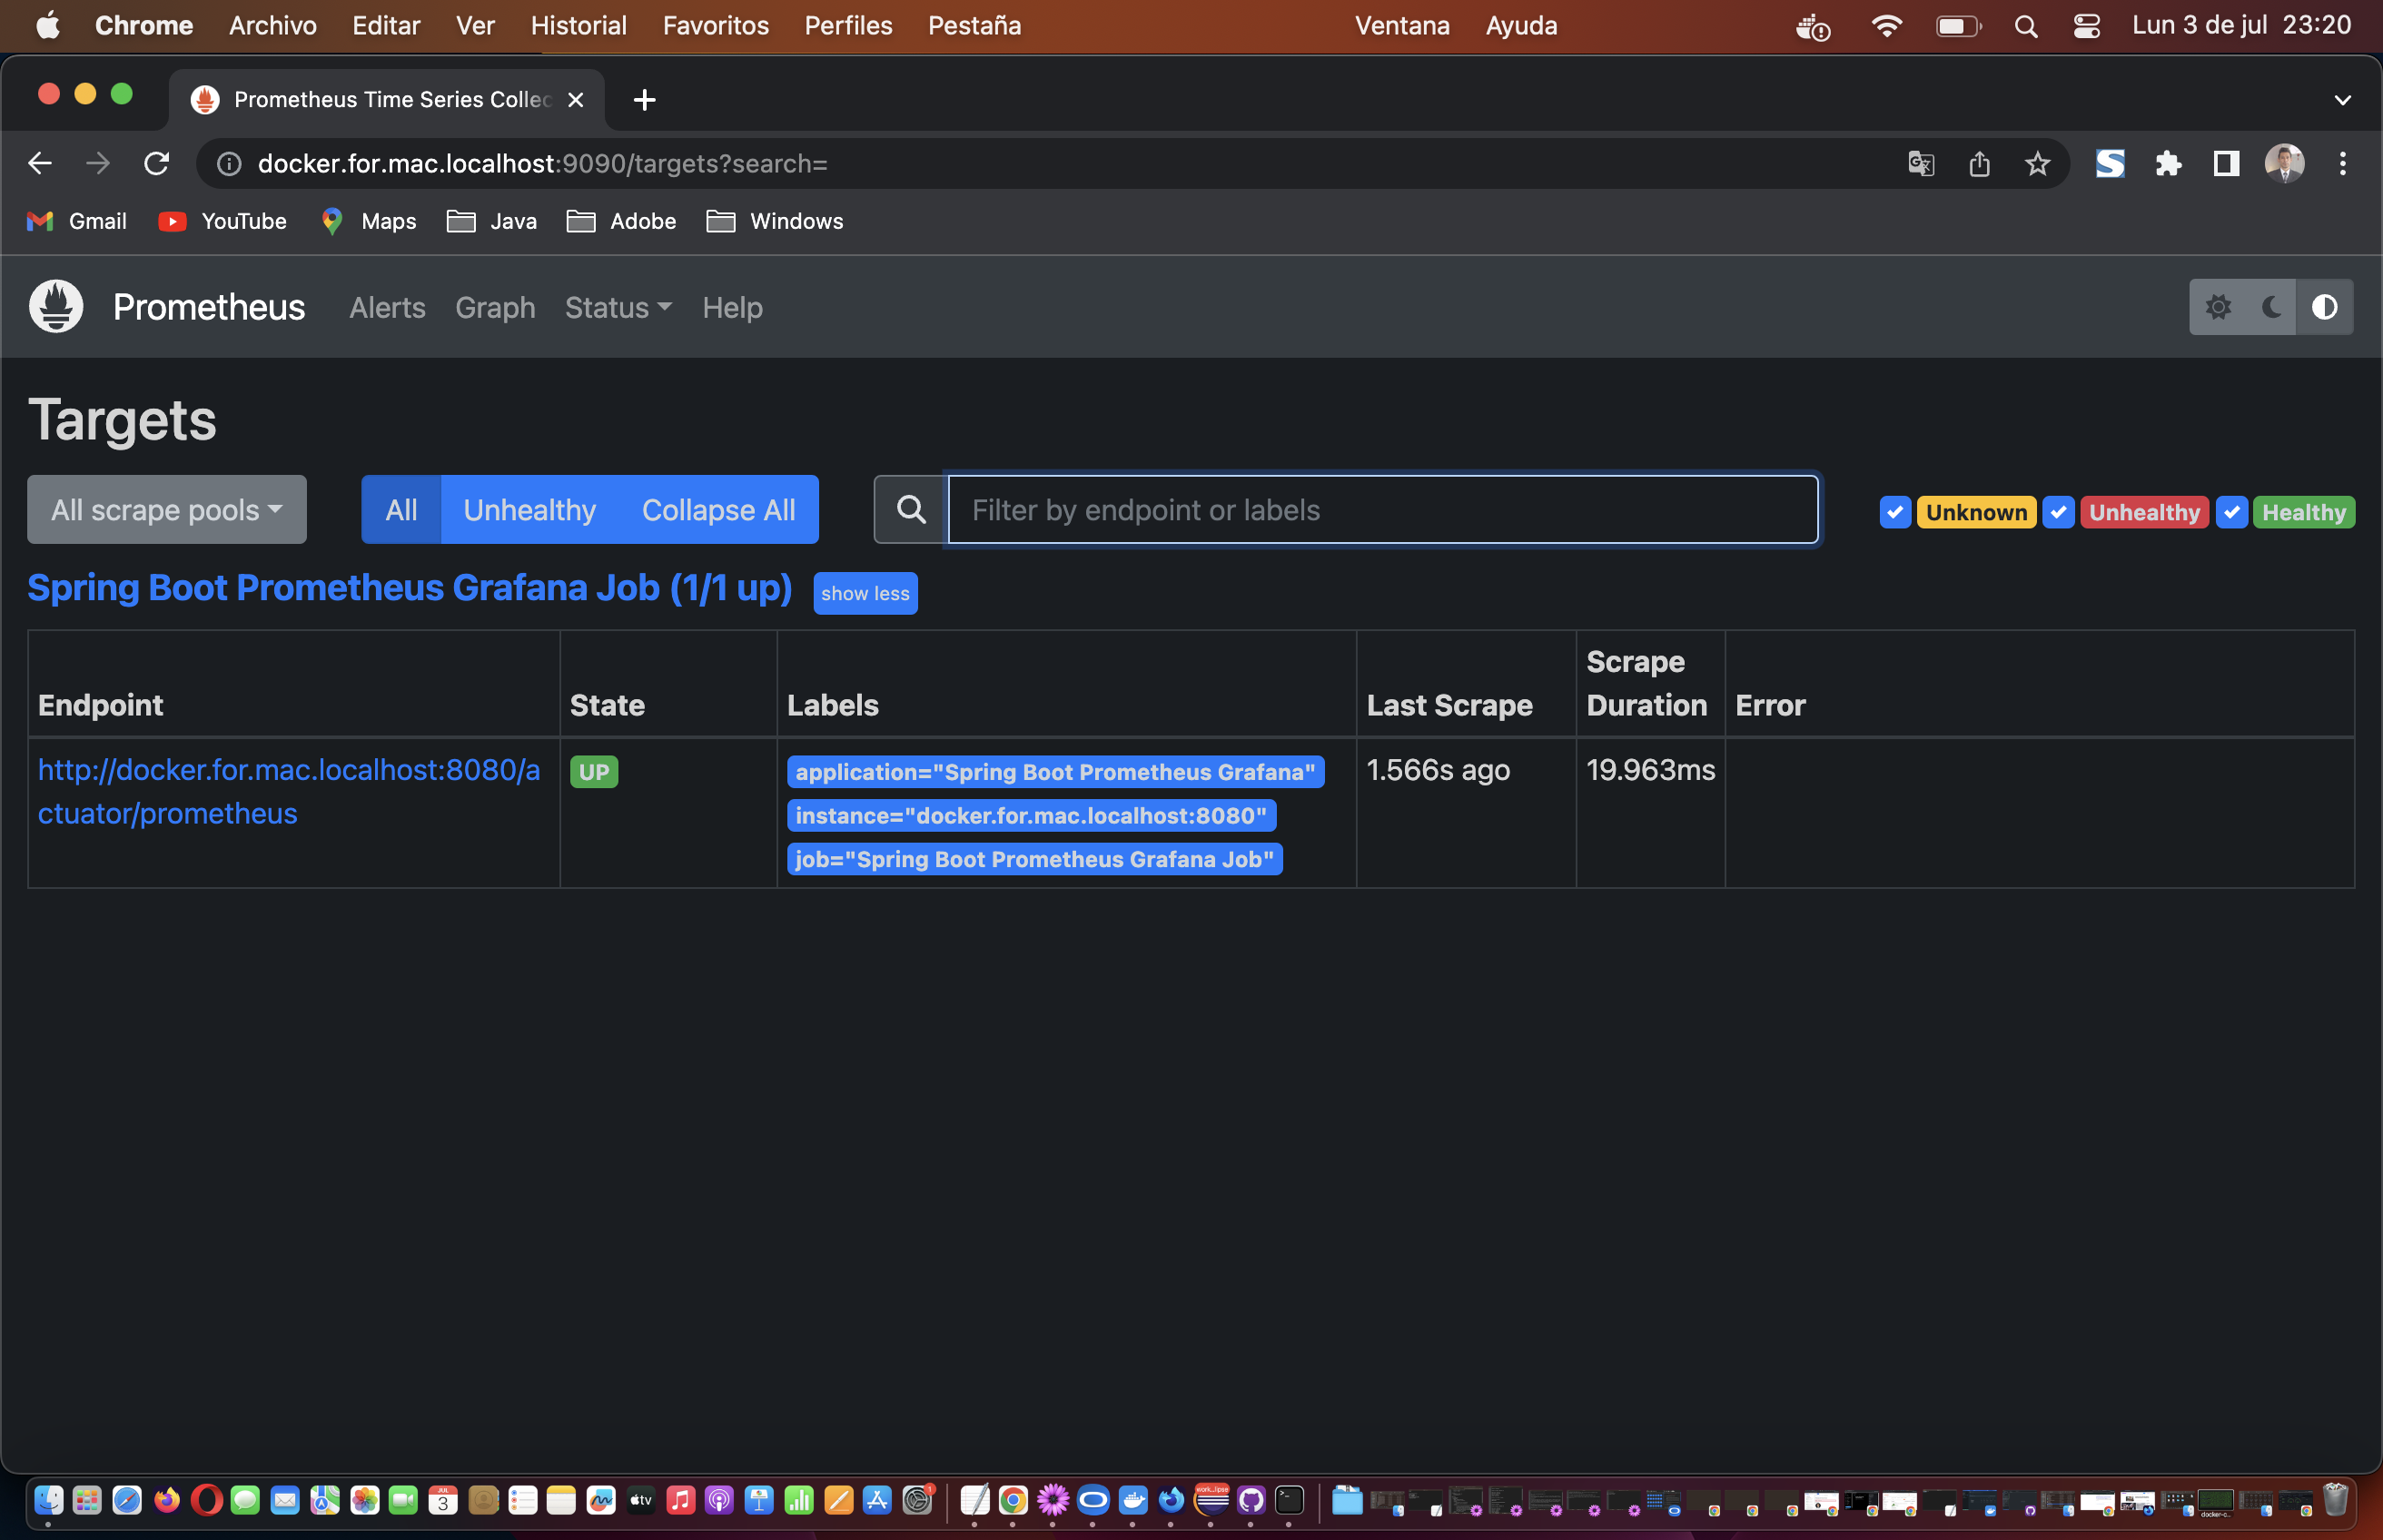 Chrome Archivo Editar Ver Historial Favoritos Perfiles Pestaña Ventana Ayuda Lun 3 de jul 23:20
Prometheus Time Series Collec
docker.for.mac.localhost:9090/targets?search=
Gmail YouTube Maps Java Adobe Windows
Prometheus Alerts Graph Status Help
Targets
All scrape pools All Unhealthy Collapse All Filter by endpoint or labels Unknown Unhealthy Healthy
Spring Boot Prometheus Grafana Job (1/1 up) show less
Scrape
Endpoint State Labels Last Scrape Duration Error
http://docker.for.mac.localhost:8080/a UP application="Spring Boot Prometheus Grafana" 1.566s ago 19.963ms
ctuator/prometheus instance="docker.for.mac.localhost:8080"
job="Spring Boot Prometheus Grafana Job"
JUL
3
tv
1